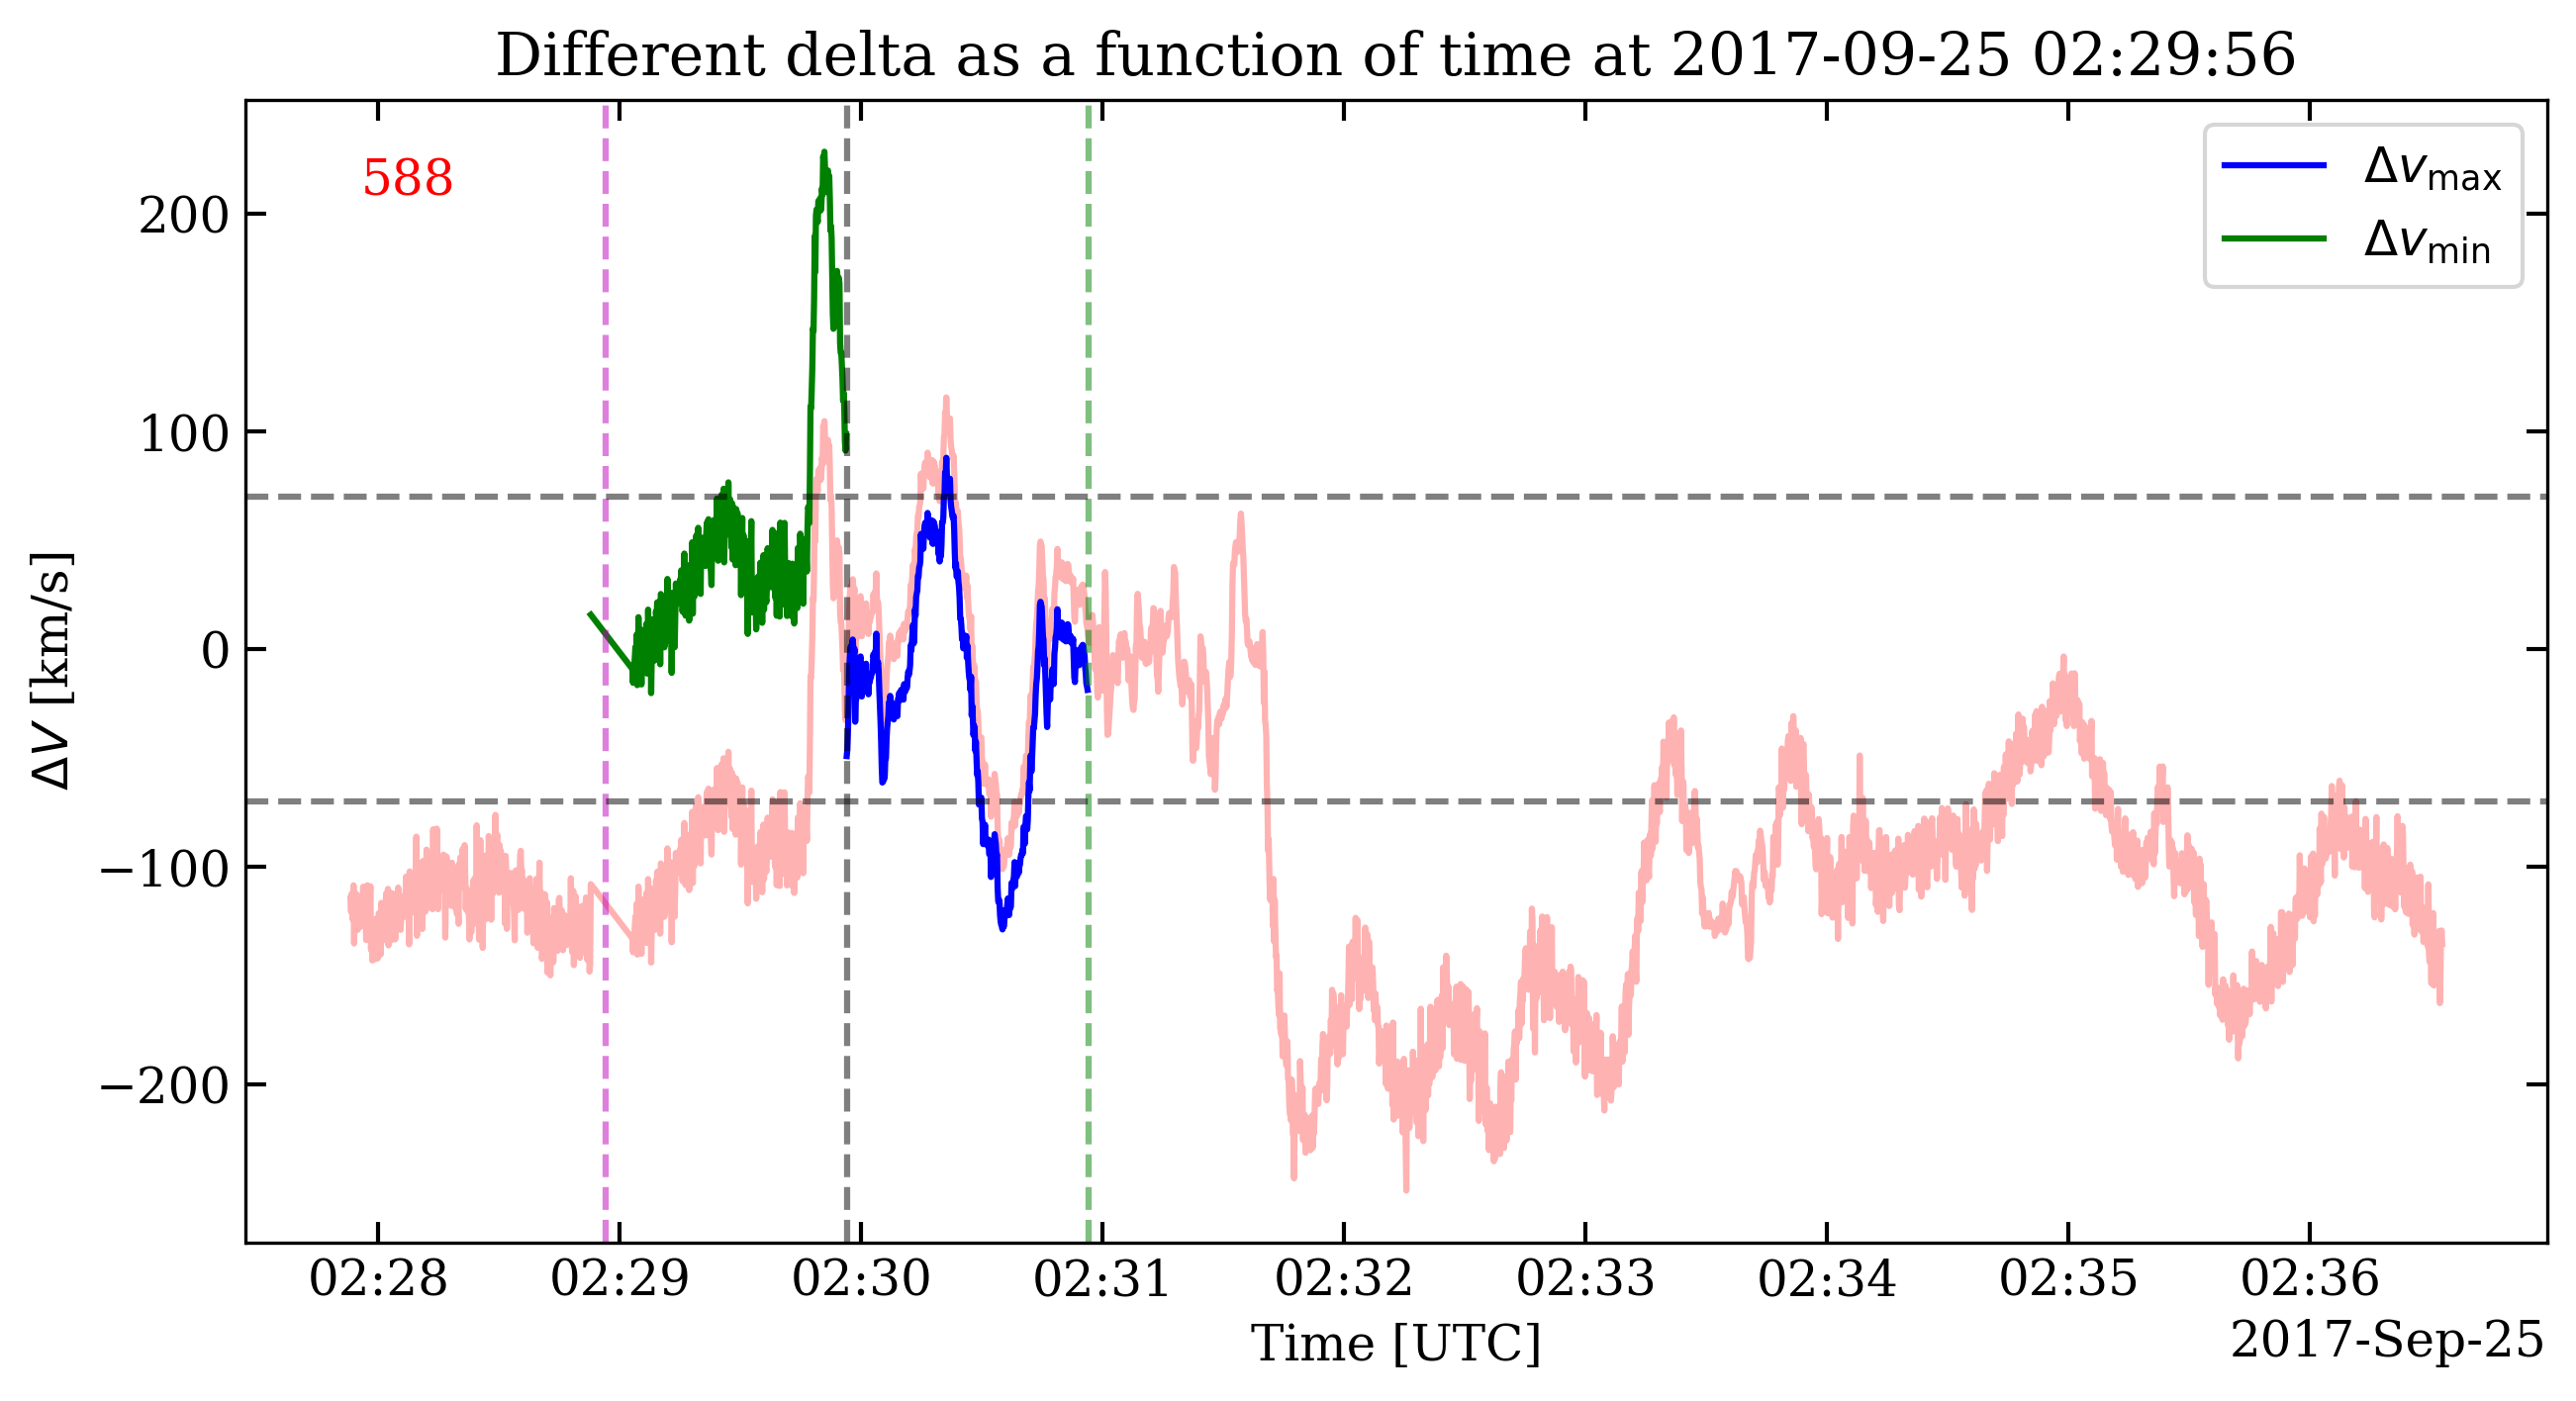 Different delta as a function of time at 2017-09-25 02:29:56
588
Δv_max
Δv_min
200
100
0
−100
−200
ΔV [km/s]
02:28 02:29 02:30 02:31 02:32 02:33 02:34 02:35 02:36
Time [UTC]
2017-Sep-25